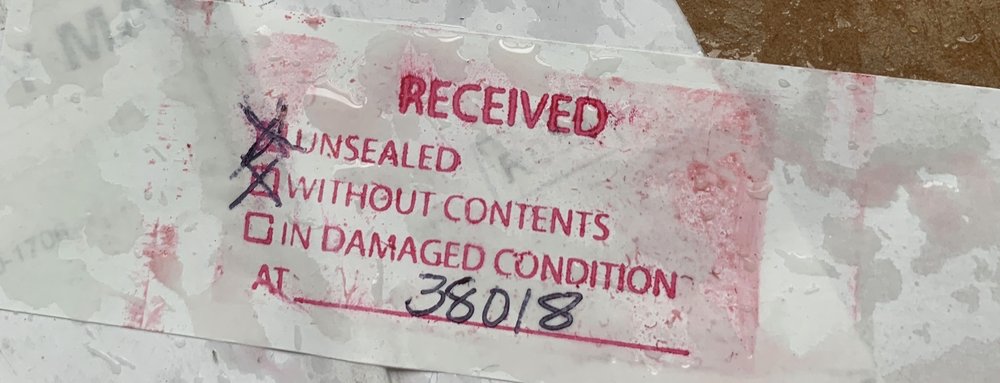 RECEIVED
UNSEALED
WITHOUT CONTENTS
IN DAMAGED CONDITION
AT 38018